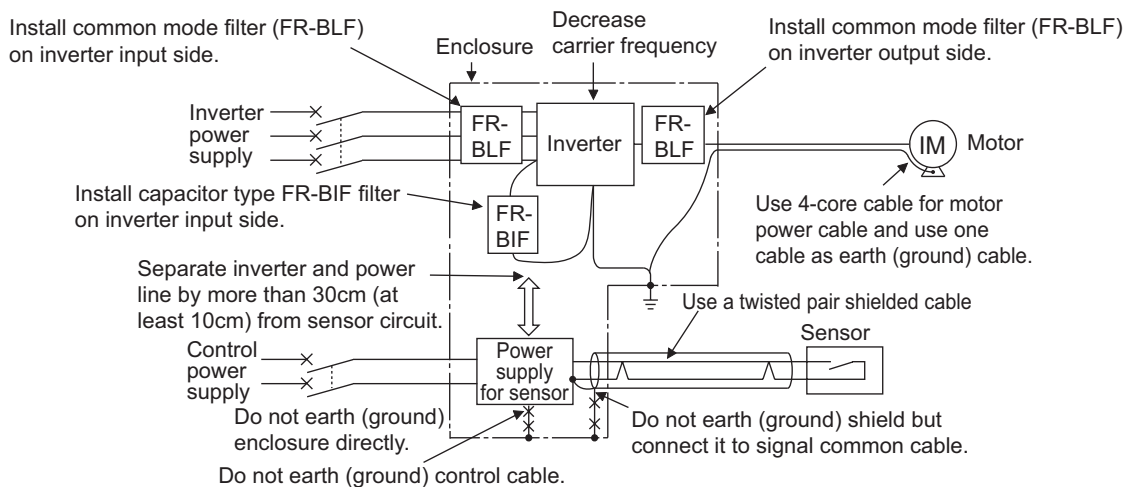 Install common mode filter (FR-BLF)
on inverter input side.
Enclosure
Decrease
carrier frequency
Install common mode filter (FR-BLF)
on inverter output side.
Inverter
power
supply
FR-
BLF
Inverter
FR-
BLF
IM
Motor
Install capacitor type FR-BIF filter
on inverter input side.
FR-
BIF
Use 4-core cable for motor
power cable and use one
cable as earth (ground) cable.
Separate inverter and power
line by more than 30cm (at
least 10cm) from sensor circuit.
Use a twisted pair shielded cable
Sensor
Control
power
supply
Power
supply
for sensor
Do not earth (ground)
enclosure directly.
Do not earth (ground) shield but
connect it to signal common cable.
Do not earth (ground) control cable.